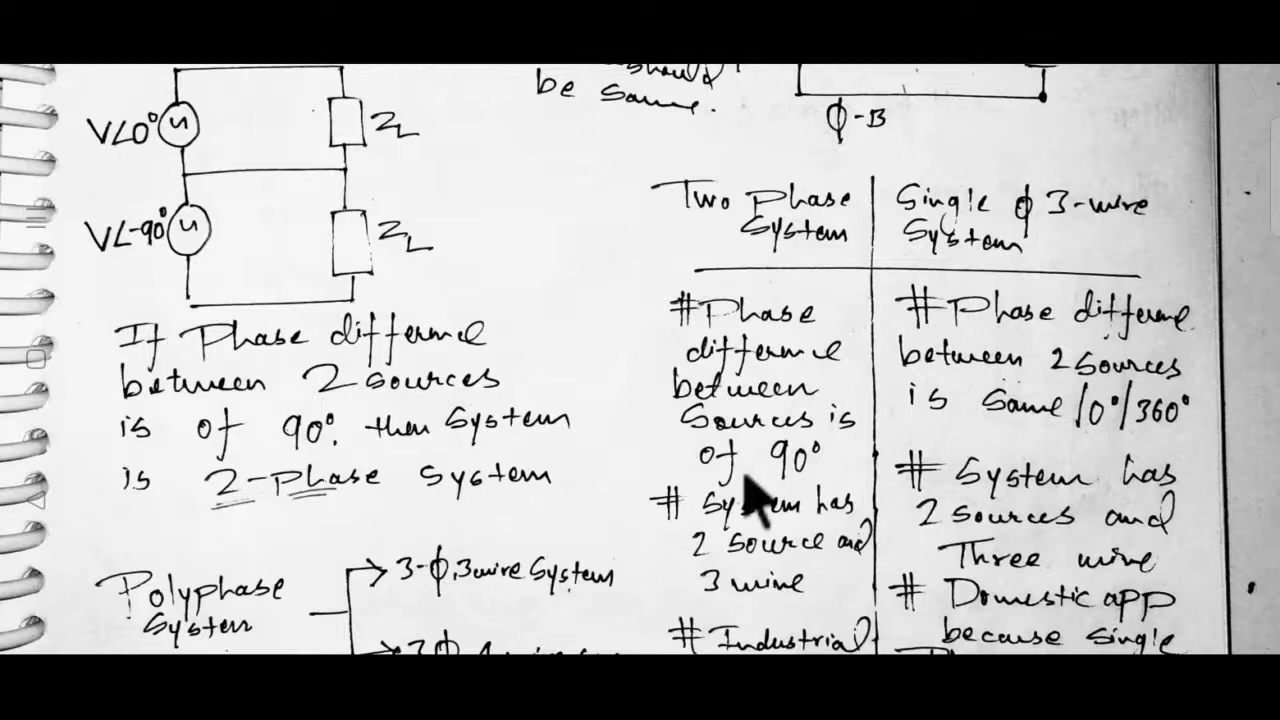 should
be same.
ϕ-B
V∠0°
ZL
V∠-90°
ZL
If Phase difference
between 2 sources
is of 90°. then System
is 2-Phase System
Polyphase
System
3-ϕ, 3 wire System
Two Phase
System
# Phase
difference
between
Sources is
of 90°
# System has
2 Source and
3 wire
# Industrial
Single ϕ 3-wire
System
# Phase difference
between 2 Sources
is Same /0°/360°
# System has
2 Sources and
Three wire
# Domestic app
because single